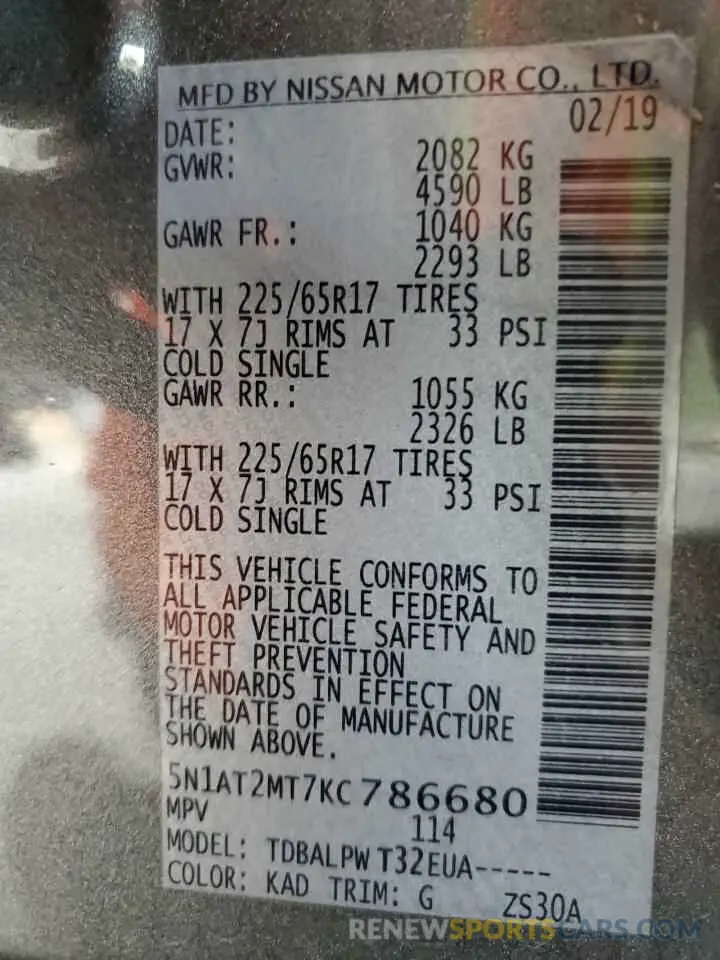 MFD BY NISSAN MOTOR CO., LTD.
DATE: 02/19
GVWR: 2082 KG
4590 LB
GAWR FR.: 1040 KG
2293 LB
WITH 225/65R17 TIRES
17 X 7J RIMS AT 33 PSI
COLD SINGLE
GAWR RR.: 1055 KG
2326 LB
WITH 225/65R17 TIRES
17 X 7J RIMS AT 33 PSI
COLD SINGLE
THIS VEHICLE CONFORMS TO
ALL APPLICABLE FEDERAL
MOTOR VEHICLE SAFETY AND
THEFT PREVENTION
STANDARDS IN EFFECT ON
THE DATE OF MANUFACTURE
SHOWN ABOVE.
5N1AT2MT7KC786680
MPV 114
MODEL: TDBALPW T32EUA-----
COLOR: KAD TRIM: G ZS30A
RENEWSPORTSCARS.COM